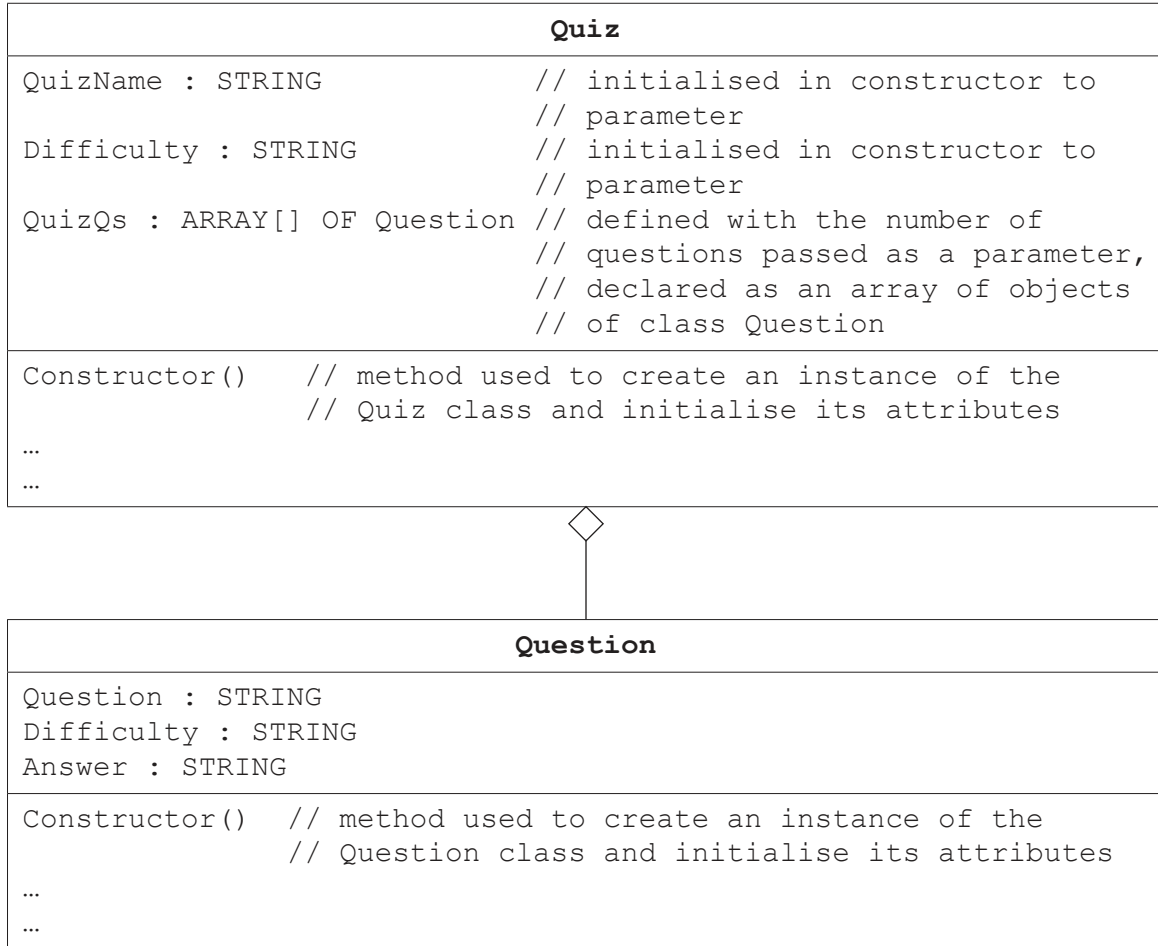 Quiz
QuizName : STRING // initialised in constructor to
// parameter
Difficulty : STRING // initialised in constructor to
// parameter
QuizQs : ARRAY[] OF Question // defined with the number of
// questions passed as a parameter,
// declared as an array of objects
// of class Question
Constructor() // method used to create an instance of the
// Quiz class and initialise its attributes
…
…
Question
Question : STRING
Difficulty : STRING
Answer : STRING
Constructor() // method used to create an instance of the
// Question class and initialise its attributes
…
…